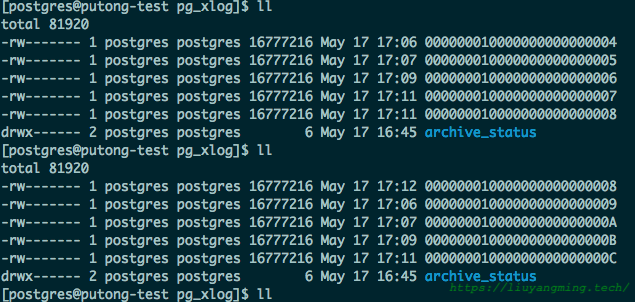 [postgres@putong-test pg_xlog]$ ll
total 81920
-rw------- 1 postgres postgres 16777216 May 17 17:06 000000010000000000000004
-rw------- 1 postgres postgres 16777216 May 17 17:07 000000010000000000000005
-rw------- 1 postgres postgres 16777216 May 17 17:09 000000010000000000000006
-rw------- 1 postgres postgres 16777216 May 17 17:11 000000010000000000000007
-rw------- 1 postgres postgres 16777216 May 17 17:11 000000010000000000000008
drwx------ 2 postgres postgres        6 May 17 16:45 archive_status
[postgres@putong-test pg_xlog]$ ll
total 81920
-rw------- 1 postgres postgres 16777216 May 17 17:12 000000010000000000000008
-rw------- 1 postgres postgres 16777216 May 17 17:06 000000010000000000000009
-rw------- 1 postgres postgres 16777216 May 17 17:07 00000001000000000000000A
-rw------- 1 postgres postgres 16777216 May 17 17:09 00000001000000000000000B
-rw------- 1 postgres postgres 16777216 May 17 17:11 00000001000000000000000C
drwx------ 2 postgres postgres        6 May 17 16:45 archive_status
https://liuyangming.tech/
[postgres@putong-test pg_xlog]$ ll